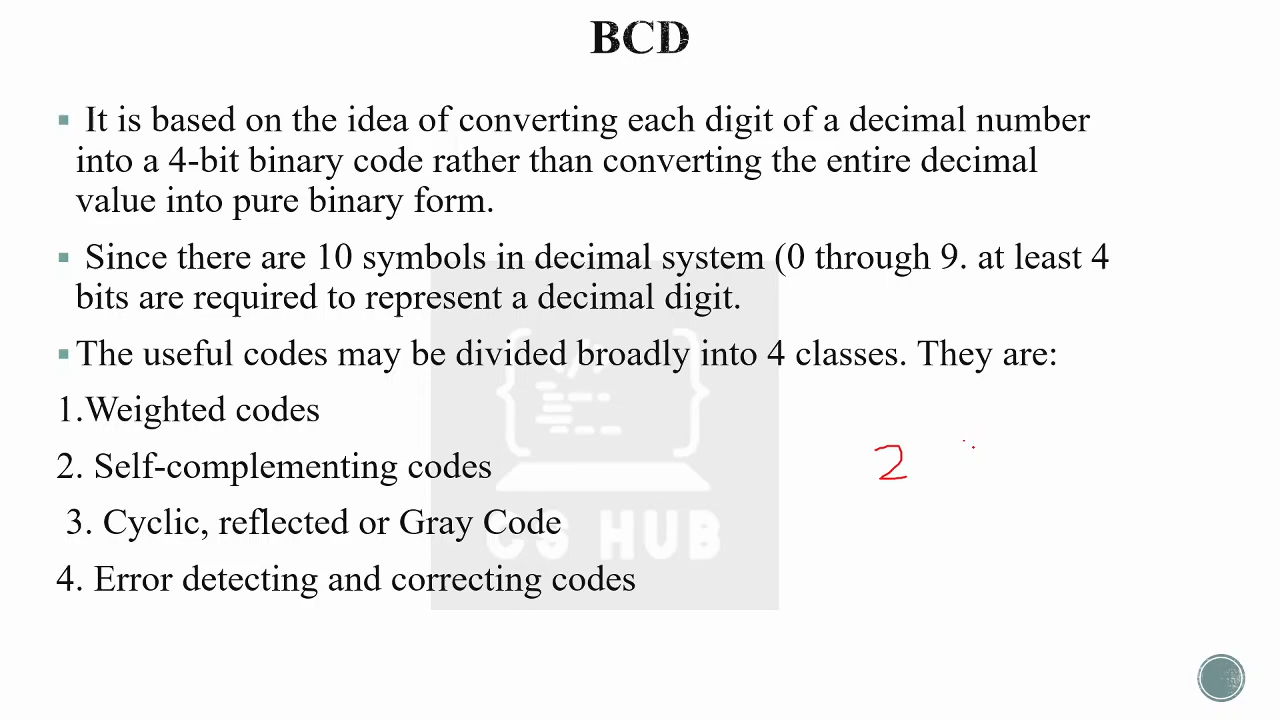 BCD
▪ It is based on the idea of converting each digit of a decimal number
into a 4-bit binary code rather than converting the entire decimal
value into pure binary form.
▪ Since there are 10 symbols in decimal system (0 through 9. at least 4
bits are required to represent a decimal digit.
▪ The useful codes may be divided broadly into 4 classes. They are:
1.Weighted codes
2. Self-complementing codes
2
3. Cyclic, reflected or Gray Code
CS HUB
4. Error detecting and correcting codes